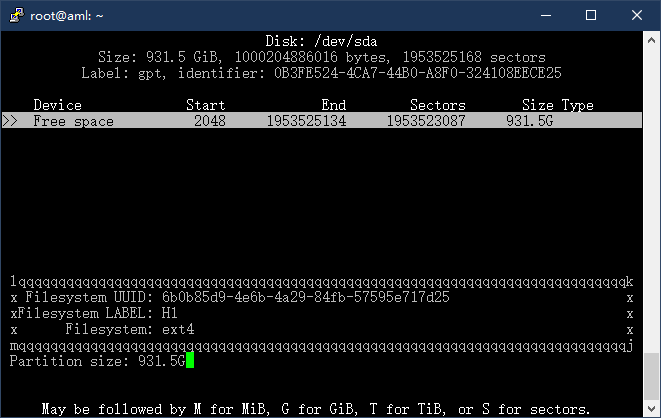 root@aml: ~
Disk: /dev/sda
Size: 931.5 GiB, 1000204886016 bytes, 1953525168 sectors
Label: gpt, identifier: 0B3FE524-4CA7-44B0-A8F0-324108EECE25
Device Start End Sectors Size Type
>> Free space 2048 1953525134 1953523087 931.5G
lqqqqqqqqqqqqqqqqqqqqqqqqqqqqqqqqqqqqqqqqqqqqqqqqqqqqqqqqqqqqqqqqqqqqqqqqqqqqk
x Filesystem UUID: 6b0b85d9-4e6b-4a29-84fb-57595e717d25 x
xFilesystem LABEL: H1 x
x Filesystem: ext4 x
mqqqqqqqqqqqqqqqqqqqqqqqqqqqqqqqqqqqqqqqqqqqqqqqqqqqqqqqqqqqqqqqqqqqqqqqqqqqqj
Partition size: 931.5G
May be followed by M for MiB, G for GiB, T for TiB, or S for sectors.